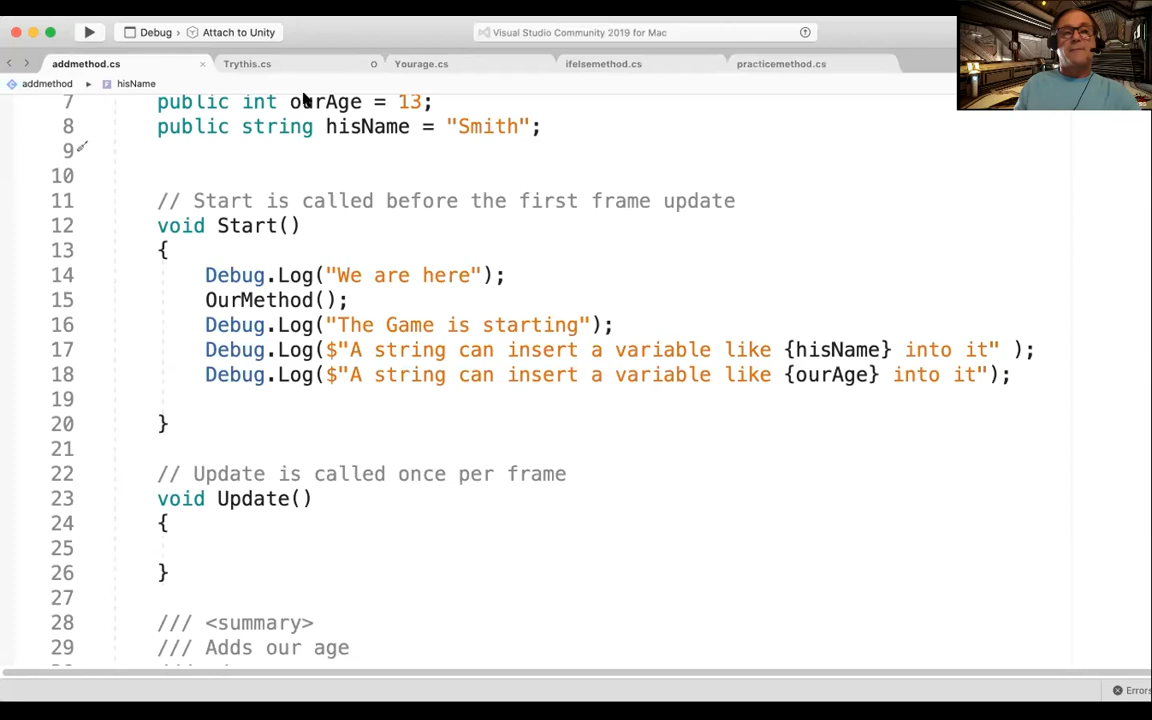 Debug › Attach to Unity
Visual Studio Community 2019 for Mac
addmethod.cs × Trythis.cs Yourage.cs ifelsemethod.cs practicemethod.cs
addmethod ▸ hisName
7 public int ourAge = 13;
8 public string hisName = "Smith";
9
10
11 // Start is called before the first frame update
12 void Start()
13 {
14 Debug.Log("We are here");
15 OurMethod();
16 Debug.Log("The Game is starting");
17 Debug.Log($"A string can insert a variable like {hisName} into it" );
18 Debug.Log($"A string can insert a variable like {ourAge} into it");
19
20 }
21
22 // Update is called once per frame
23 void Update()
24 {
25
26 }
27
28 /// <summary>
29 /// Adds our age
Errors